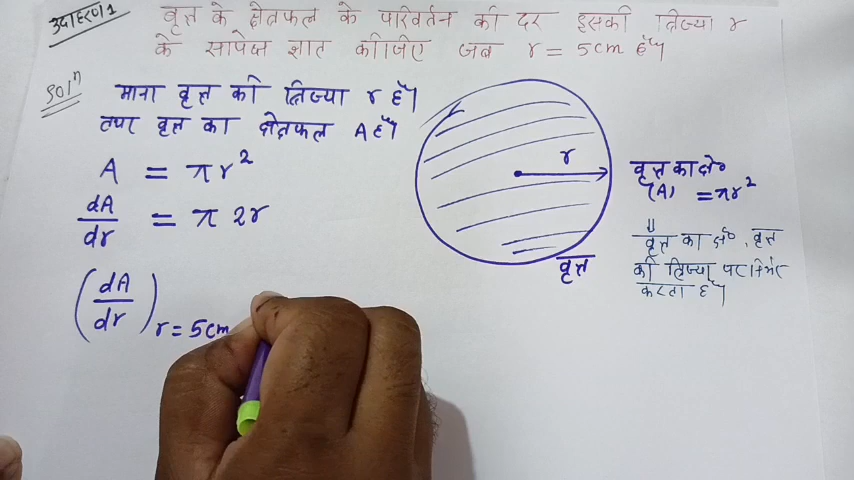 उदाहरण 1
वृत्त के क्षेत्रफल के परिवर्तन की दर इसकी त्रिज्या r
के सापेक्ष ज्ञात कीजिए जब r = 5cm है।
Solⁿ
माना वृत्त की त्रिज्या r है।
तथा वृत्त का क्षेत्रफल A है।
A = πr²
dA/dr = π 2r
(dA/dr) r = 5cm
r
वृत्त
वृत्त का क्षे०
(A) = πr²
⇓
वृत्त का क्षे०, वृत्त
की त्रिज्या पर निर्भर
करता है।